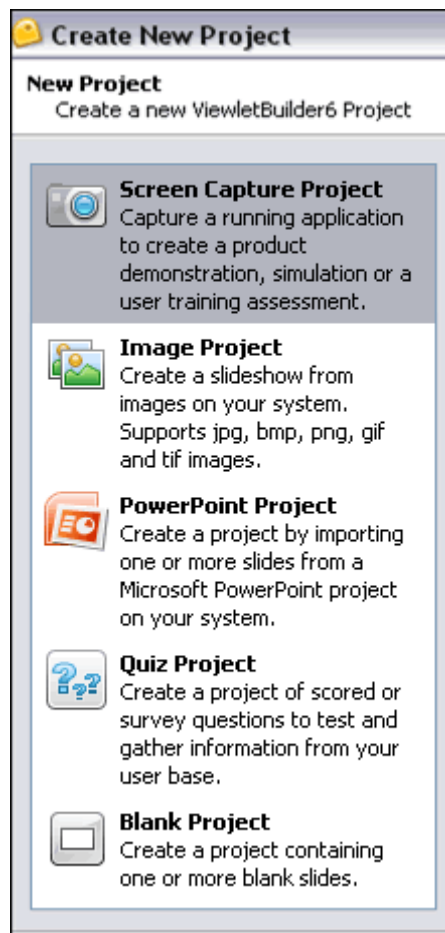 Create New Project
New Project
Create a new ViewletBuilder6 Project
Screen Capture Project
Capture a running application
to create a product
demonstration, simulation or a
user training assessment.
Image Project
Create a slideshow from
images on your system.
Supports jpg, bmp, png, gif
and tif images.
PowerPoint Project
Create a project by importing
one or more slides from a
Microsoft PowerPoint project
on your system.
Quiz Project
Create a project of scored or
survey questions to test and
gather information from your
user base.
Blank Project
Create a project containing
one or more blank slides.